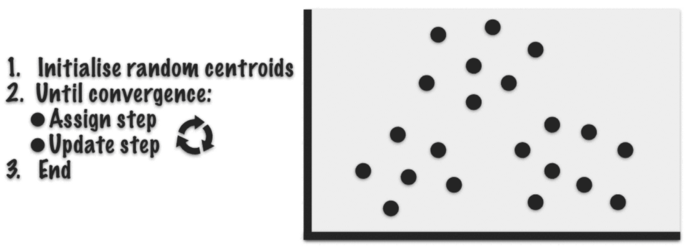 1. Initialise random centroids
2. Until convergence:
● Assign step
● Update step
3. End